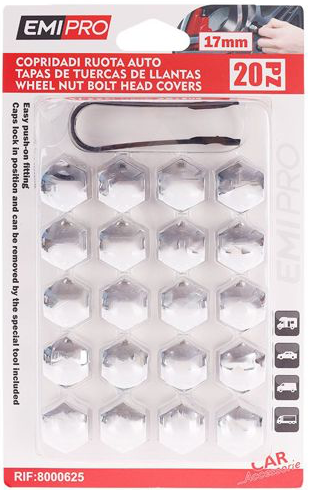 EMIPRO
17mm
COPRIDADI RUOTA AUTO
TAPAS DE TUERCAS DE LLANTAS
WHEEL NUT BOLT HEAD COVERS
20 PZ
Easy push-on fitting
Caps lock in position and can be removed by the special tool included
EMIPRO
CAR
Accessorie
RIF:8000625